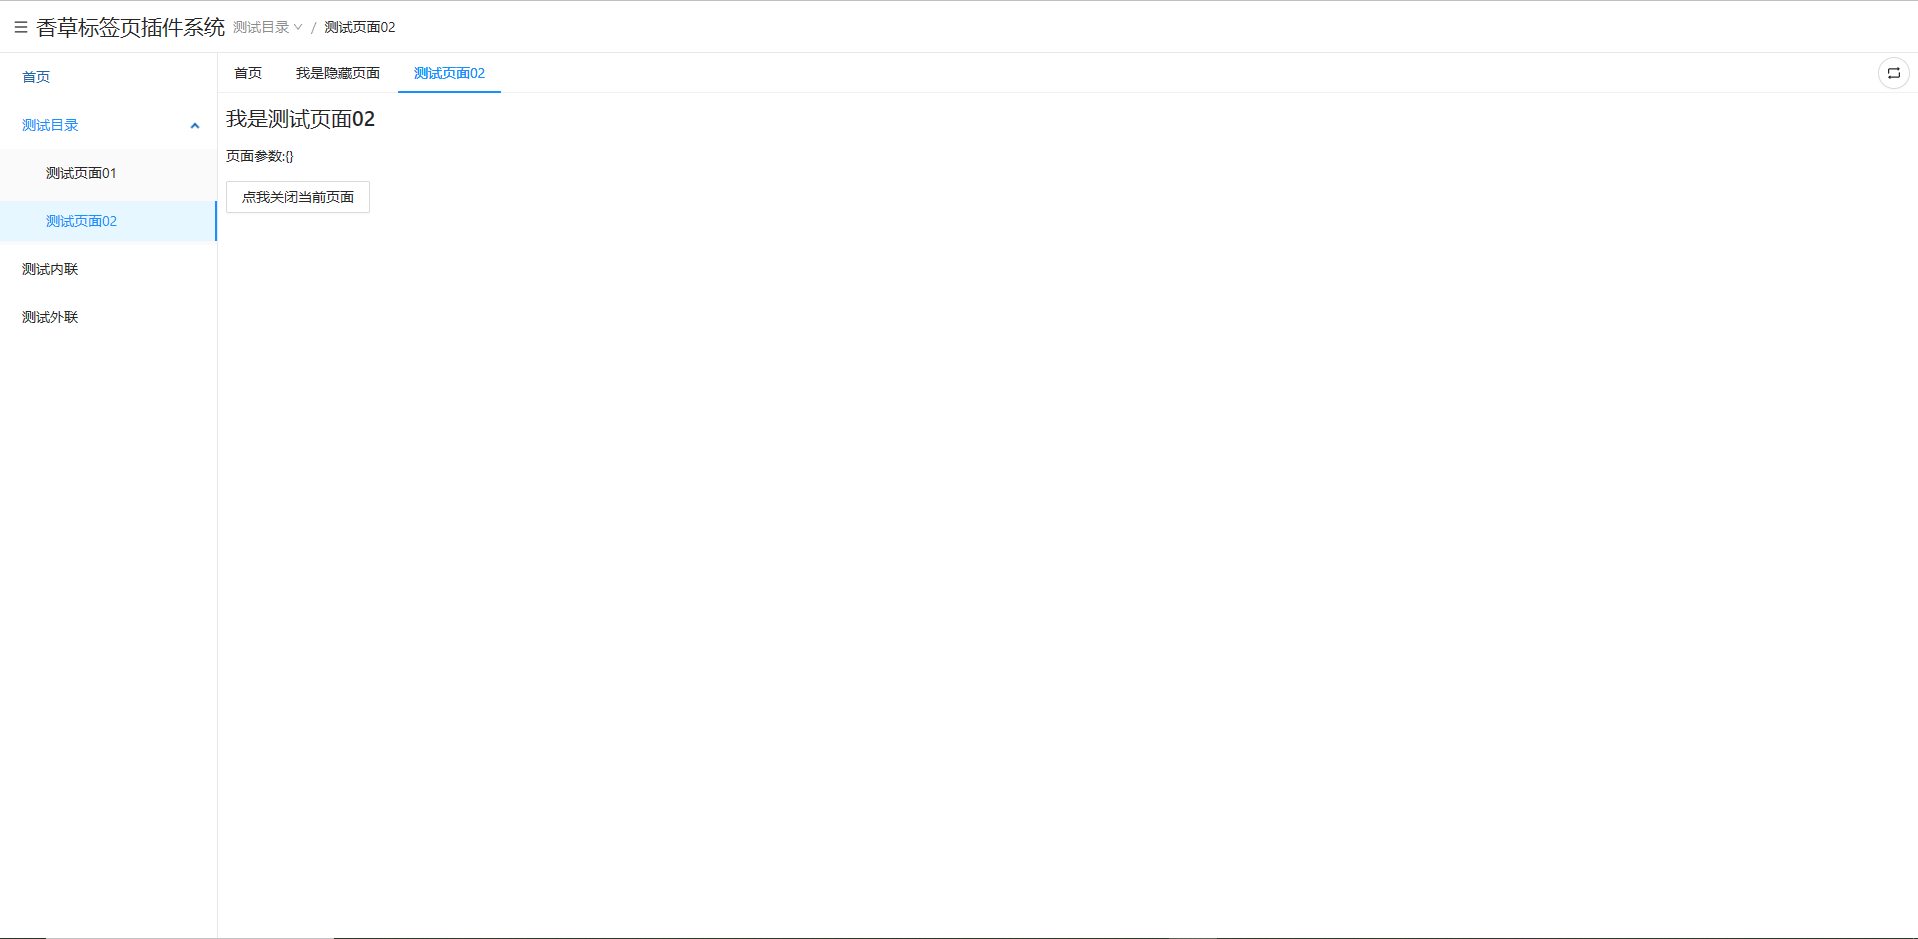 香草标签页插件系统 测试目录 / 测试页面02
首页
测试目录
测试页面01
测试页面02
测试内联
测试外联
首页 我是隐藏页面 测试页面02
我是测试页面02
页面参数:{}
点我关闭当前页面